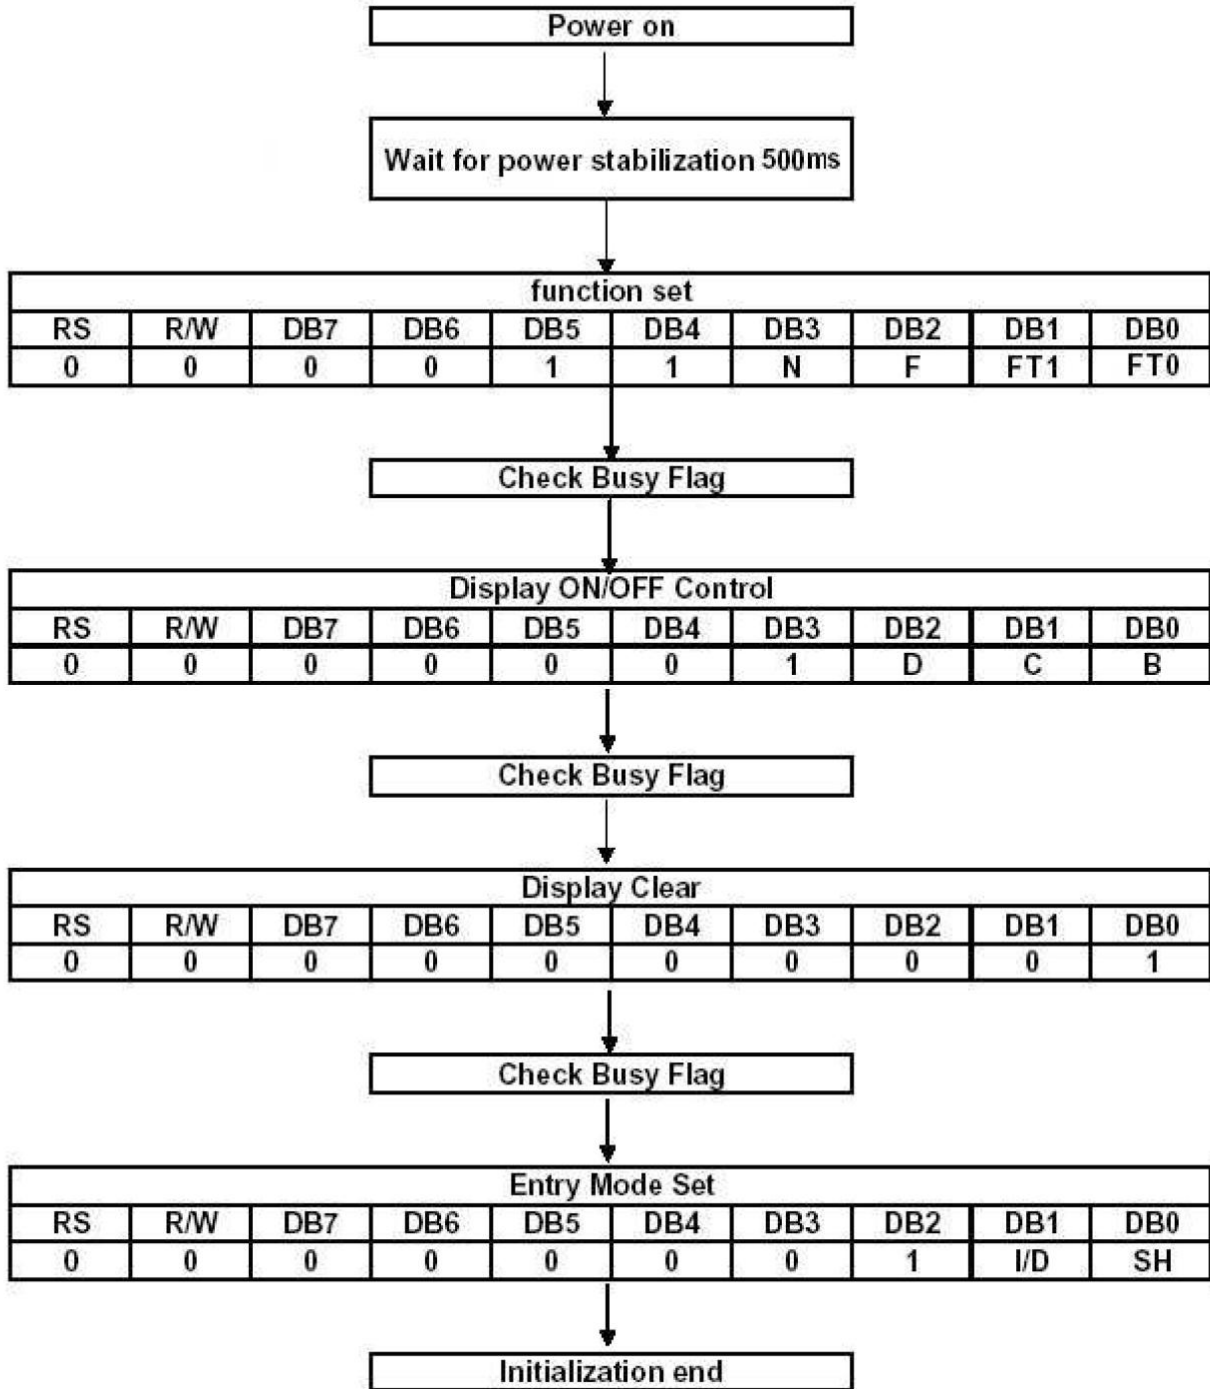 Power on
Wait for power stabilization 500ms
function set
RS R/W DB7 DB6 DB5 DB4 DB3 DB2 DB1 DB0
0 0 0 0 1 1 N F FT1 FT0
Check Busy Flag
Display ON/OFF Control
RS R/W DB7 DB6 DB5 DB4 DB3 DB2 DB1 DB0
0 0 0 0 0 0 1 D C B
Check Busy Flag
Display Clear
RS R/W DB7 DB6 DB5 DB4 DB3 DB2 DB1 DB0
0 0 0 0 0 0 0 0 0 1
Check Busy Flag
Entry Mode Set
RS R/W DB7 DB6 DB5 DB4 DB3 DB2 DB1 DB0
0 0 0 0 0 0 0 1 I/D SH
Initialization end